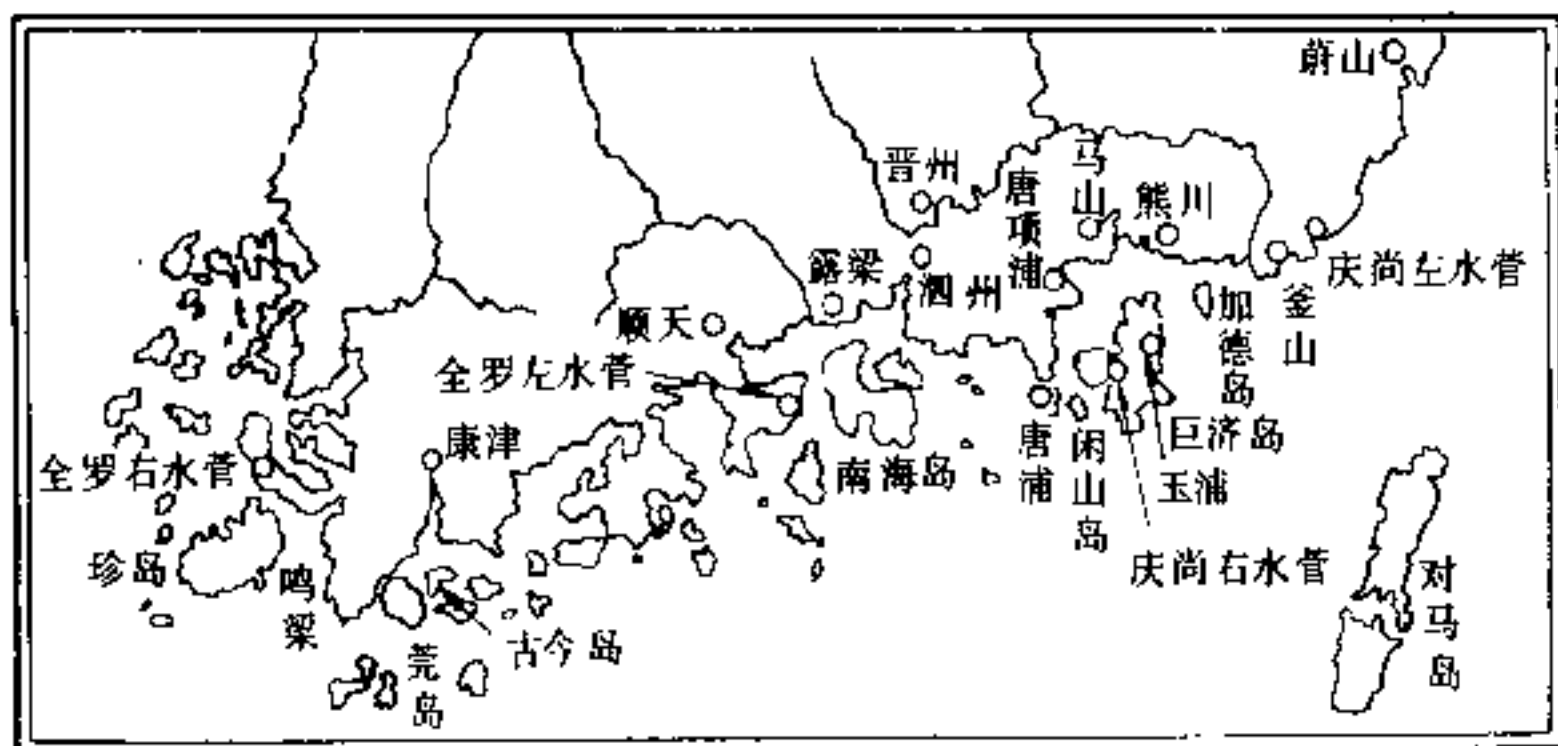 蔚山
晋州
唐项浦
马山
熊川
露梁
泗州
庆尚左水营
釜山
加德岛
顺天
全罗左水营
康津
全罗右水营
南海岛
唐浦
闲山岛
巨济岛
玉浦
庆尚右水营
珍岛
鸣梁
古今岛
莞岛
对马岛